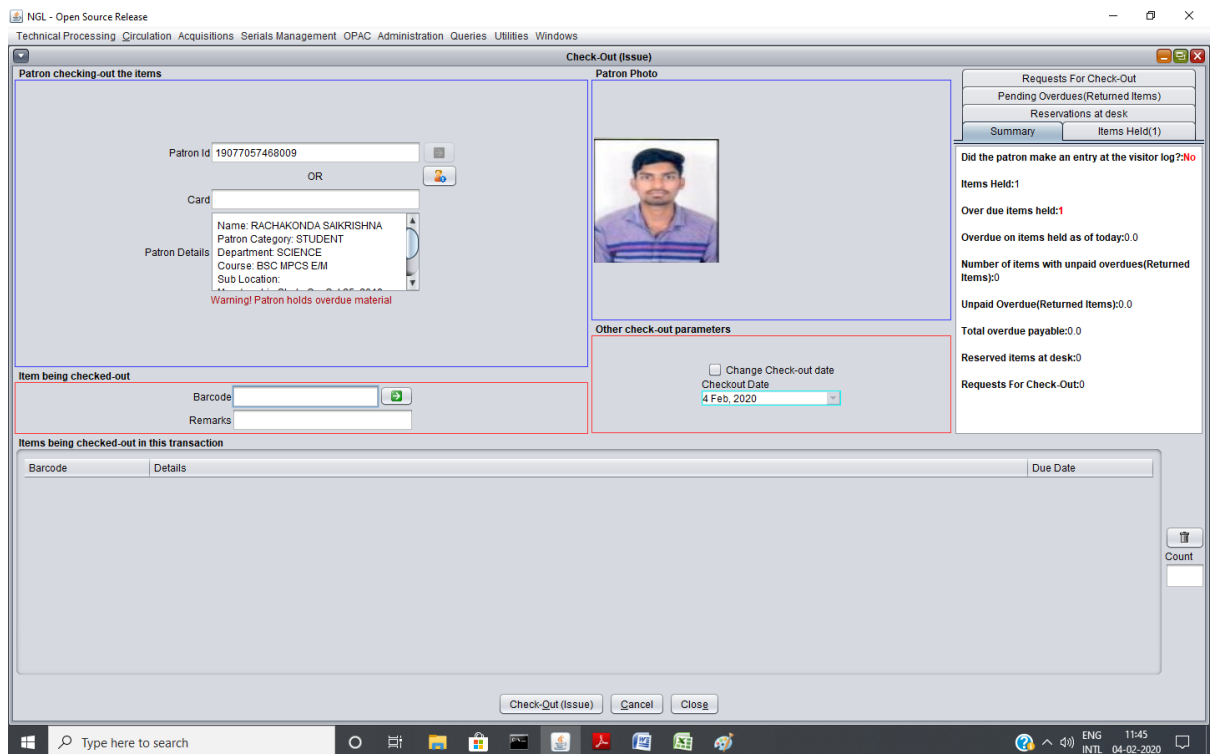 NGL - Open Source Release
Technical Processing Circulation Acquisitions Serials Management OPAC Administration Queries Utilities Windows
Check-Out (Issue)
Patron checking-out the items
Patron Id 19077057468009
OR
Card
Patron Details
Name: RACHAKONDA SAIKRISHNA
Patron Category: STUDENT
Department: SCIENCE
Course: BSC MPCS E/M
Sub Location:
Warning! Patron holds overdue material
Patron Photo
Requests For Check-Out
Pending Overdues(Returned Items)
Reservations at desk
Summary Items Held(1)
Did the patron make an entry at the visitor log?:No
Items Held:1
Over due items held:1
Overdue on items held as of today:0.0
Number of items with unpaid overdues(Returned
Items):0
Unpaid Overdue(Returned Items):0.0
Total overdue payable:0.0
Reserved items at desk:0
Requests For Check-Out:0
Other check-out parameters
Change Check-out date
Checkout Date
4 Feb, 2020
Item being checked-out
Barcode
Remarks
Items being checked-out in this transaction
Barcode Details Due Date
Count
Check-Out (Issue) Cancel Close
Type here to search
ENG 11:45
INTL 04-02-2020